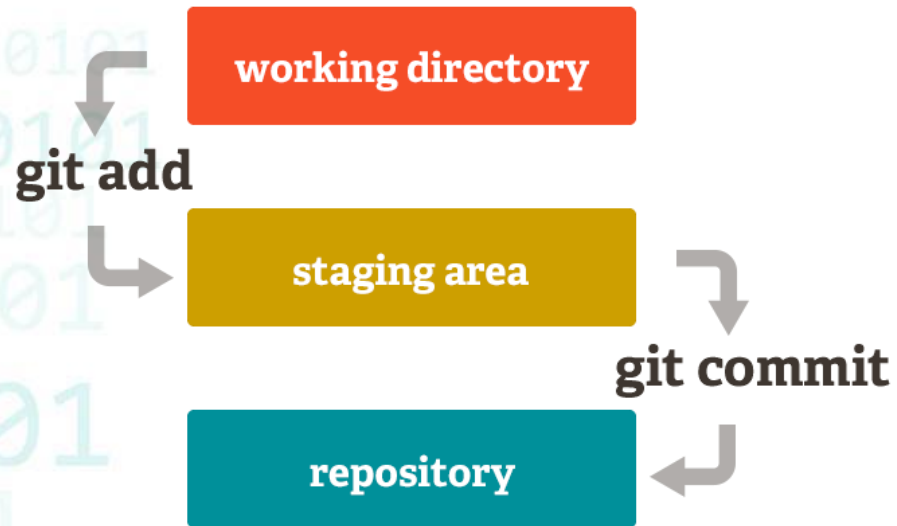 working directory
git add
staging area
git commit
repository